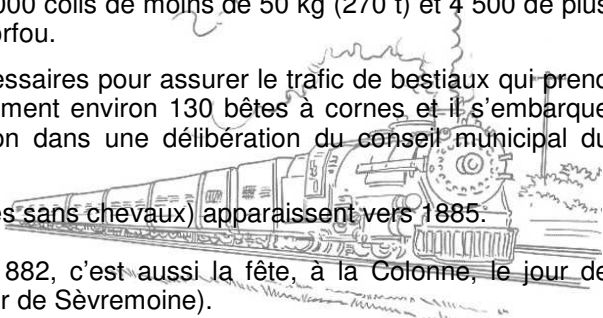 000 colis de moins de 50 kg (270 t) et 4 500 de plus
orfou.
essaires pour assurer le trafic de bestiaux qui prend
ment environ 130 bêtes à cornes et il s'embarque
on dans une délibération du conseil municipal du
es sans chevaux) apparaissent vers 1885.
882, c'est aussi la fête, à la Colonne, le jour de
r de Sèvremoine).